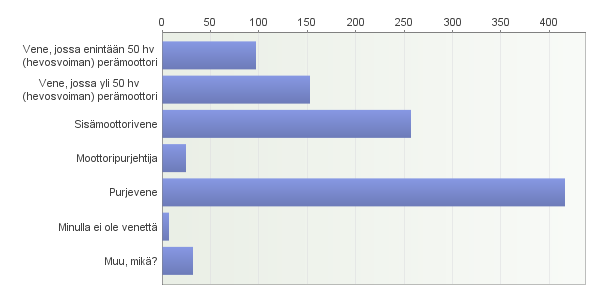 0 50 100 150 200 250 300 350 400
Vene, jossa enintään 50 hv
(hevosvoiman) perämoottori
Vene, jossa yli 50 hv
(hevosvoiman) perämoottori
Sisämoottorivene
Moottoripurjehtija
Purjevene
Minulla ei ole venettä
Muu, mikä?